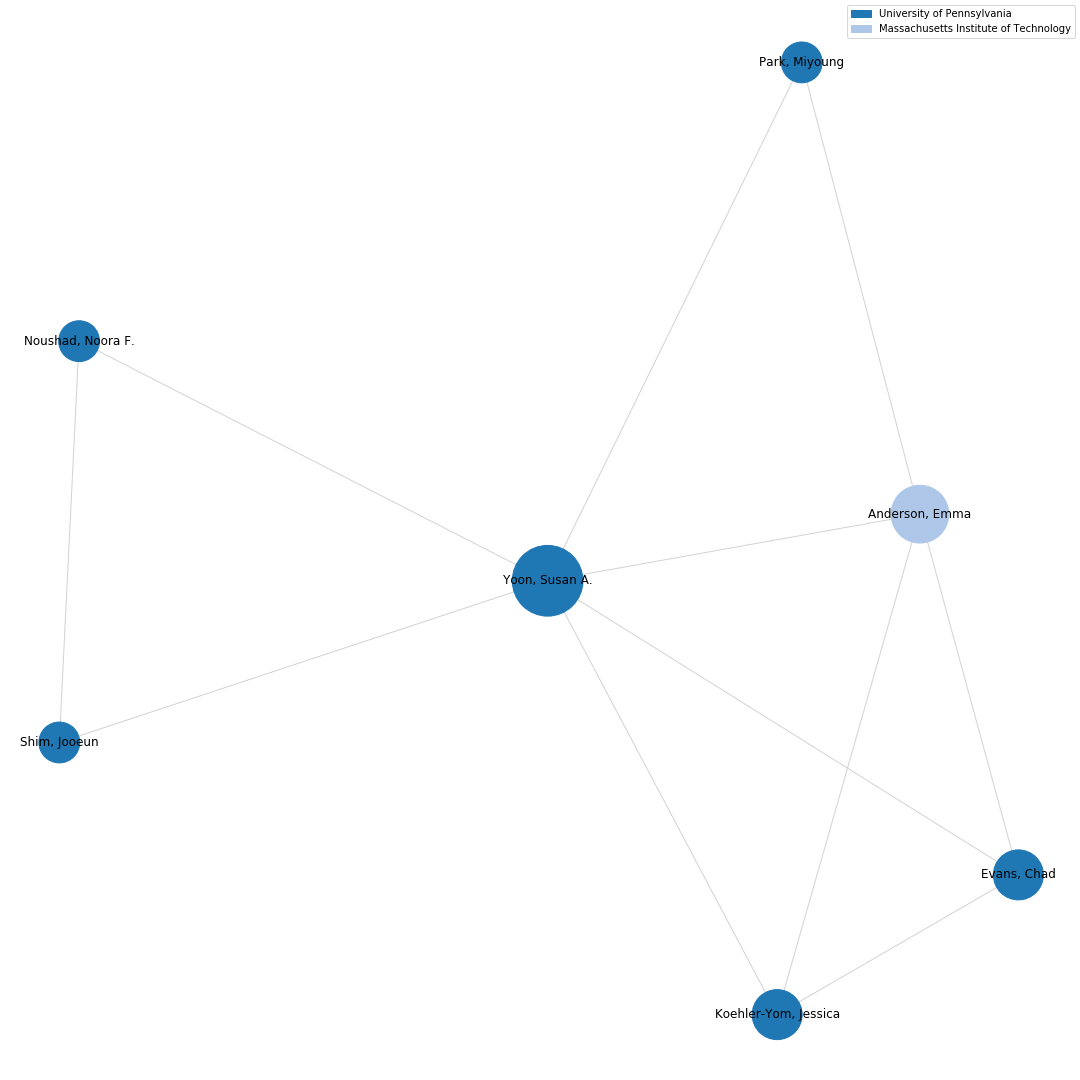 University of Pennsylvania
Massachusetts Institute of Technology
Park, Miyoung
Noushad, Noora F.
Anderson, Emma
Yoon, Susan A.
Shim, Jooeun
Evans, Chad
Koehler-Yom, Jessica